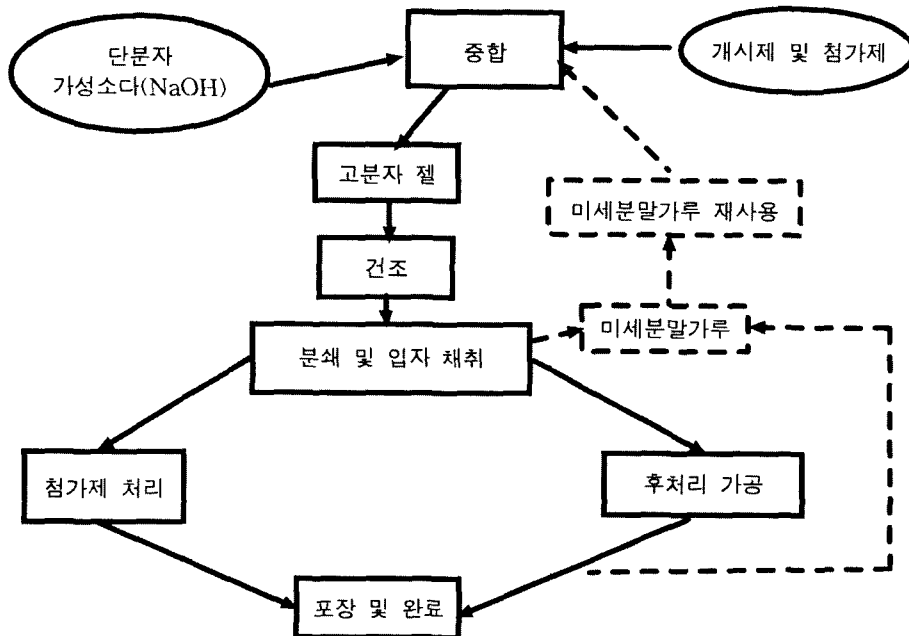 단분자
가성소다(NaOH)
중합
개시제 및 첨가제
고분자 젤
미세분말가루 재사용
건조
미세분말가루
분쇄 및 입자 채취
첨가제 처리
후처리 가공
포장 및 완료